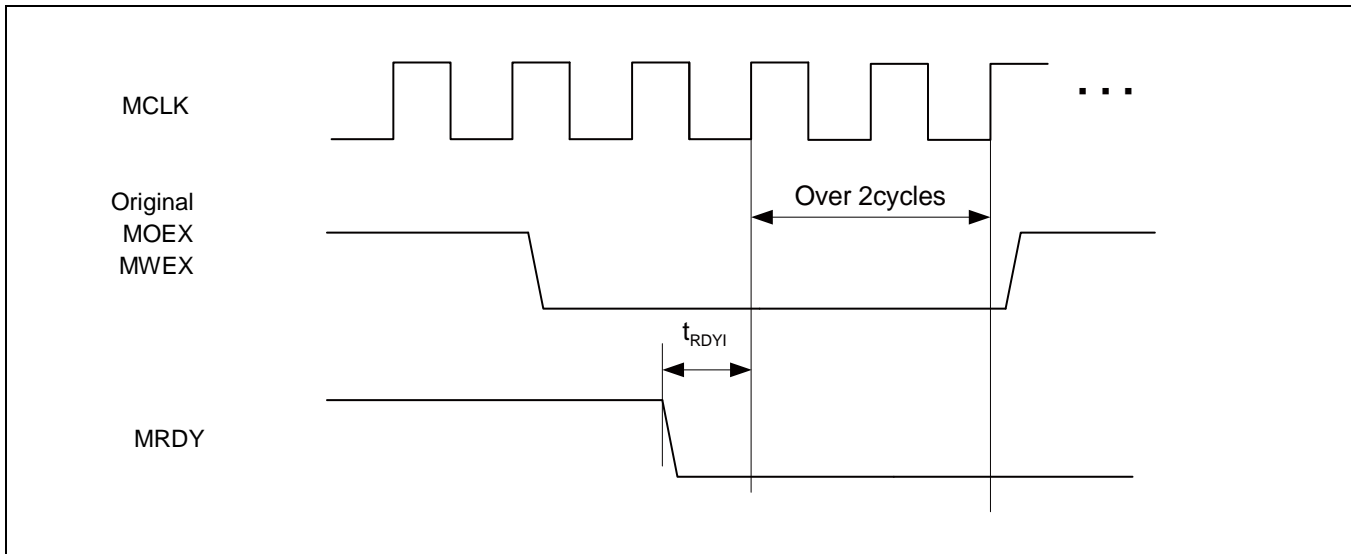 MCLK
. . .
Original
MOEX
MWEX
Over 2cycles
tRDYI
MRDY